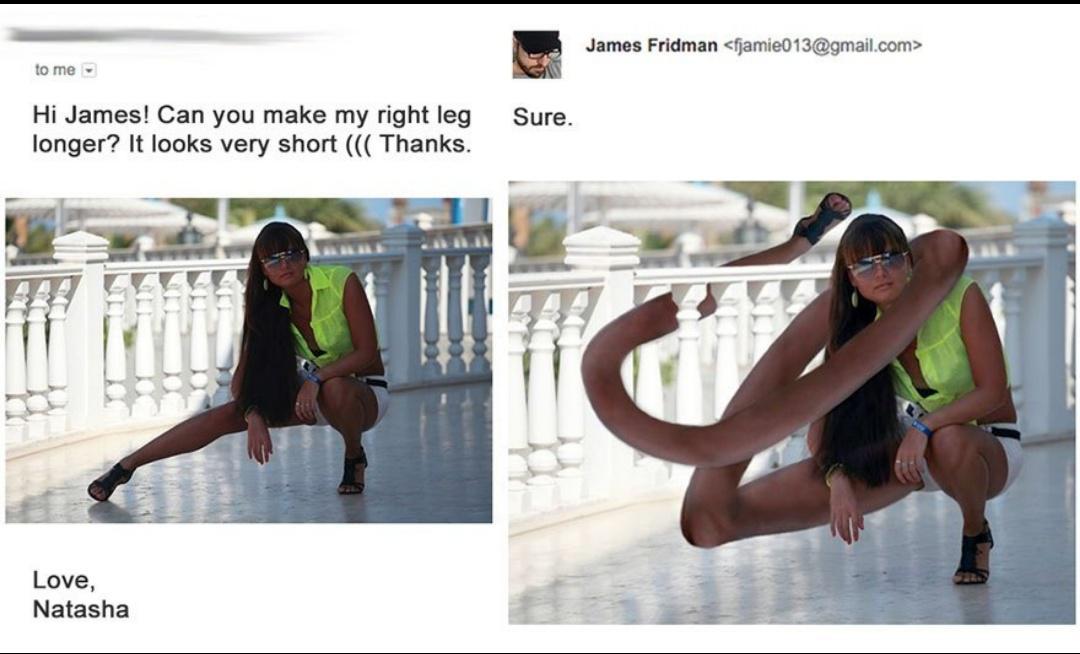 to me
Hi James! Can you make my right leg
longer? It looks very short ((( Thanks.
Love,
Natasha
James Fridman <fjamie013@gmail.com>
Sure.